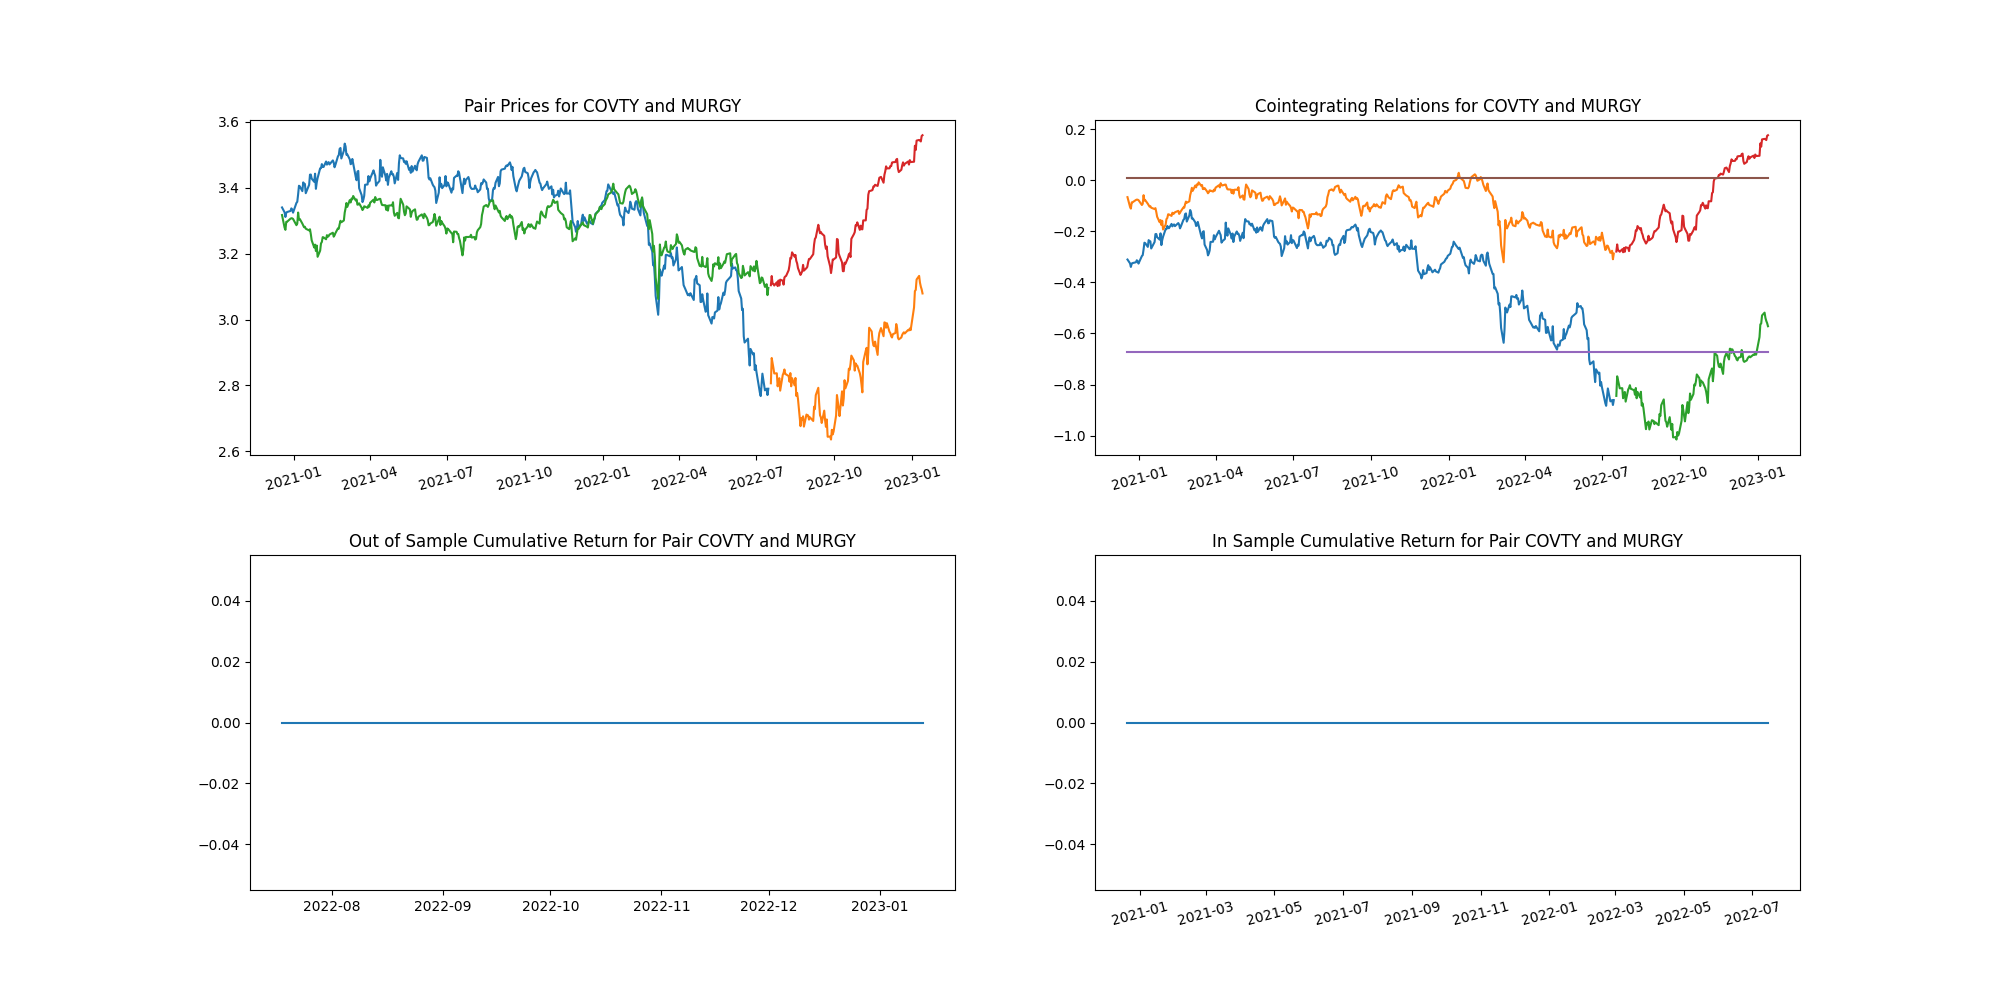 Pair Prices for COVTY and MURGY
3.6
3.4
3.2
3.0
2.8
2.6
2021-01 2021-04 2021-07 2021-10 2022-01 2022-04 2022-07 2022-10 2023-01
Cointegrating Relations for COVTY and MURGY
0.2
0.0
−0.2
−0.4
−0.6
−0.8
−1.0
2021-01 2021-04 2021-07 2021-10 2022-01 2022-04 2022-07 2022-10 2023-01
Out of Sample Cumulative Return for Pair COVTY and MURGY
0.04
0.02
0.00
−0.02
−0.04
2022-08 2022-09 2022-10 2022-11 2022-12 2023-01
In Sample Cumulative Return for Pair COVTY and MURGY
0.04
0.02
0.00
−0.02
−0.04
2021-01 2021-03 2021-05 2021-07 2021-09 2021-11 2022-01 2022-03 2022-05 2022-07